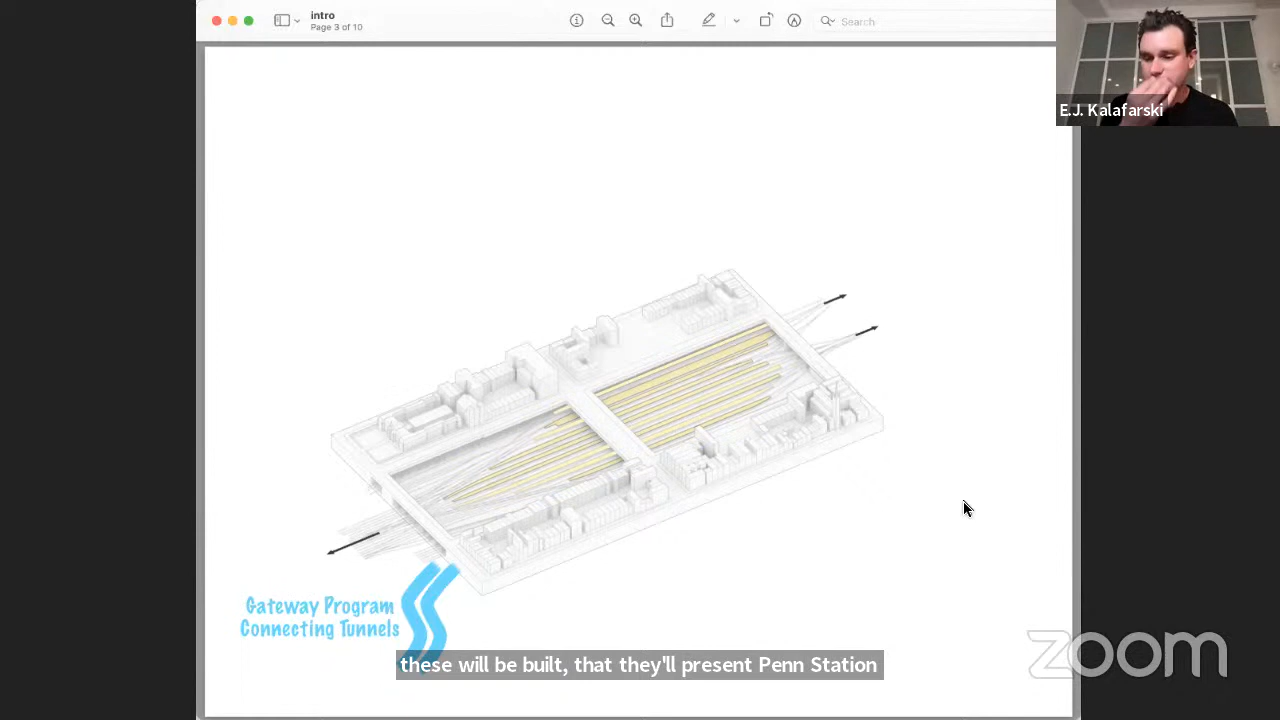 intro
Page 3 of 10
Search
E.J. Kalafarski
Gateway Program
Connecting Tunnels
these will be built, that they'll present Penn Station
zoom